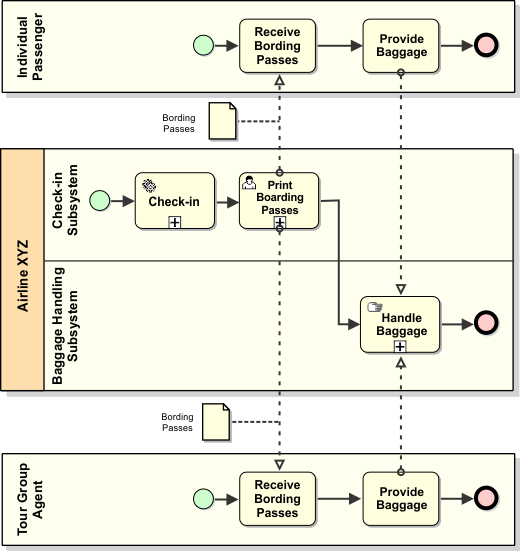 Individual
Passenger
Receive
Bording
Passes
Provide
Baggage
Bording
Passes
Airline XYZ
Check-in
Subsystem
Check-in
Print
Boarding
Passes
Baggage Handling
Subsystem
Handle
Baggage
Bording
Passes
Tour Group
Agent
Receive
Bording
Passes
Provide
Baggage